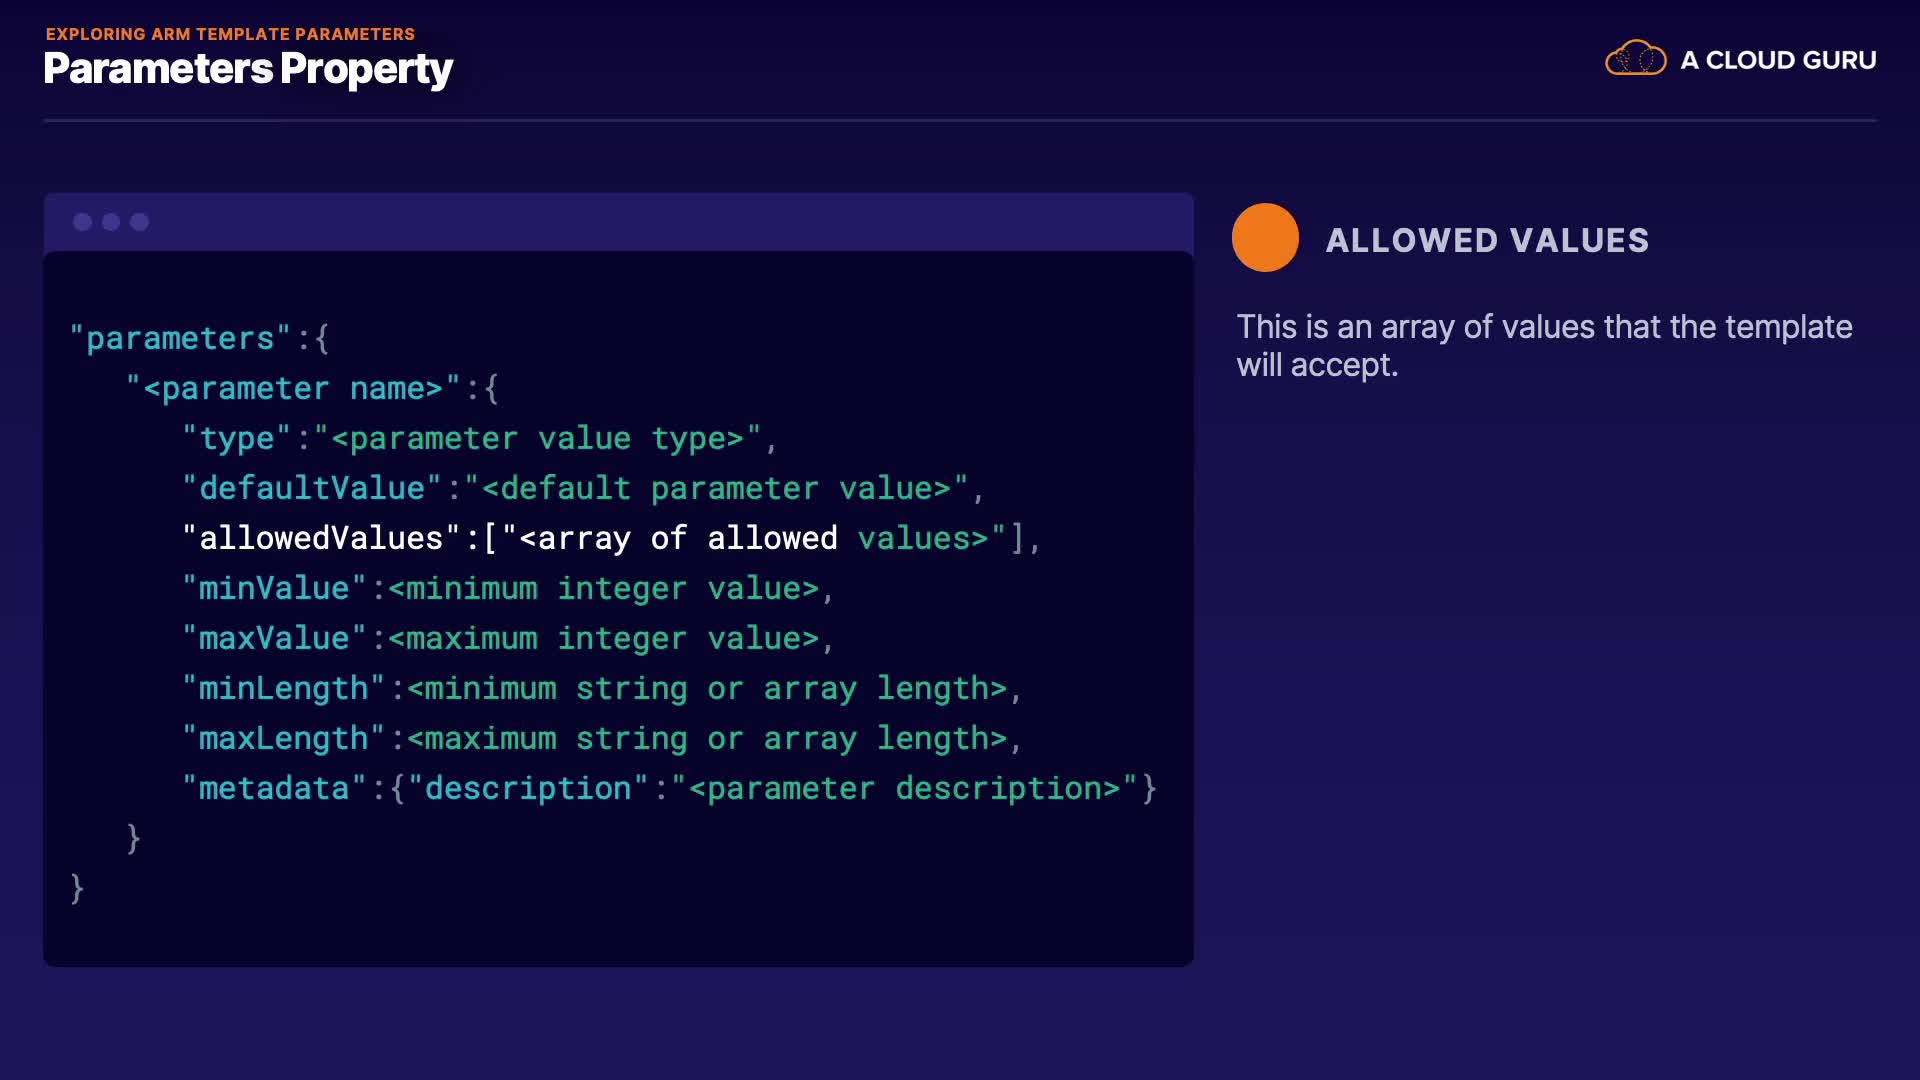 EXPLORING ARM TEMPLATE PARAMETERS
Parameters Property
A CLOUD GURU
"parameters":{
"<parameter name>":{
"type":"<parameter value type>",
"defaultValue":"<default parameter value>",
"allowedValues":["<array of allowed values>"],
"minValue":<minimum integer value>,
"maxValue":<maximum integer value>,
"minLength":<minimum string or array length>,
"maxLength":<maximum string or array length>,
"metadata":{"description":"<parameter description>"}
}
}
ALLOWED VALUES
This is an array of values that the template
will accept.